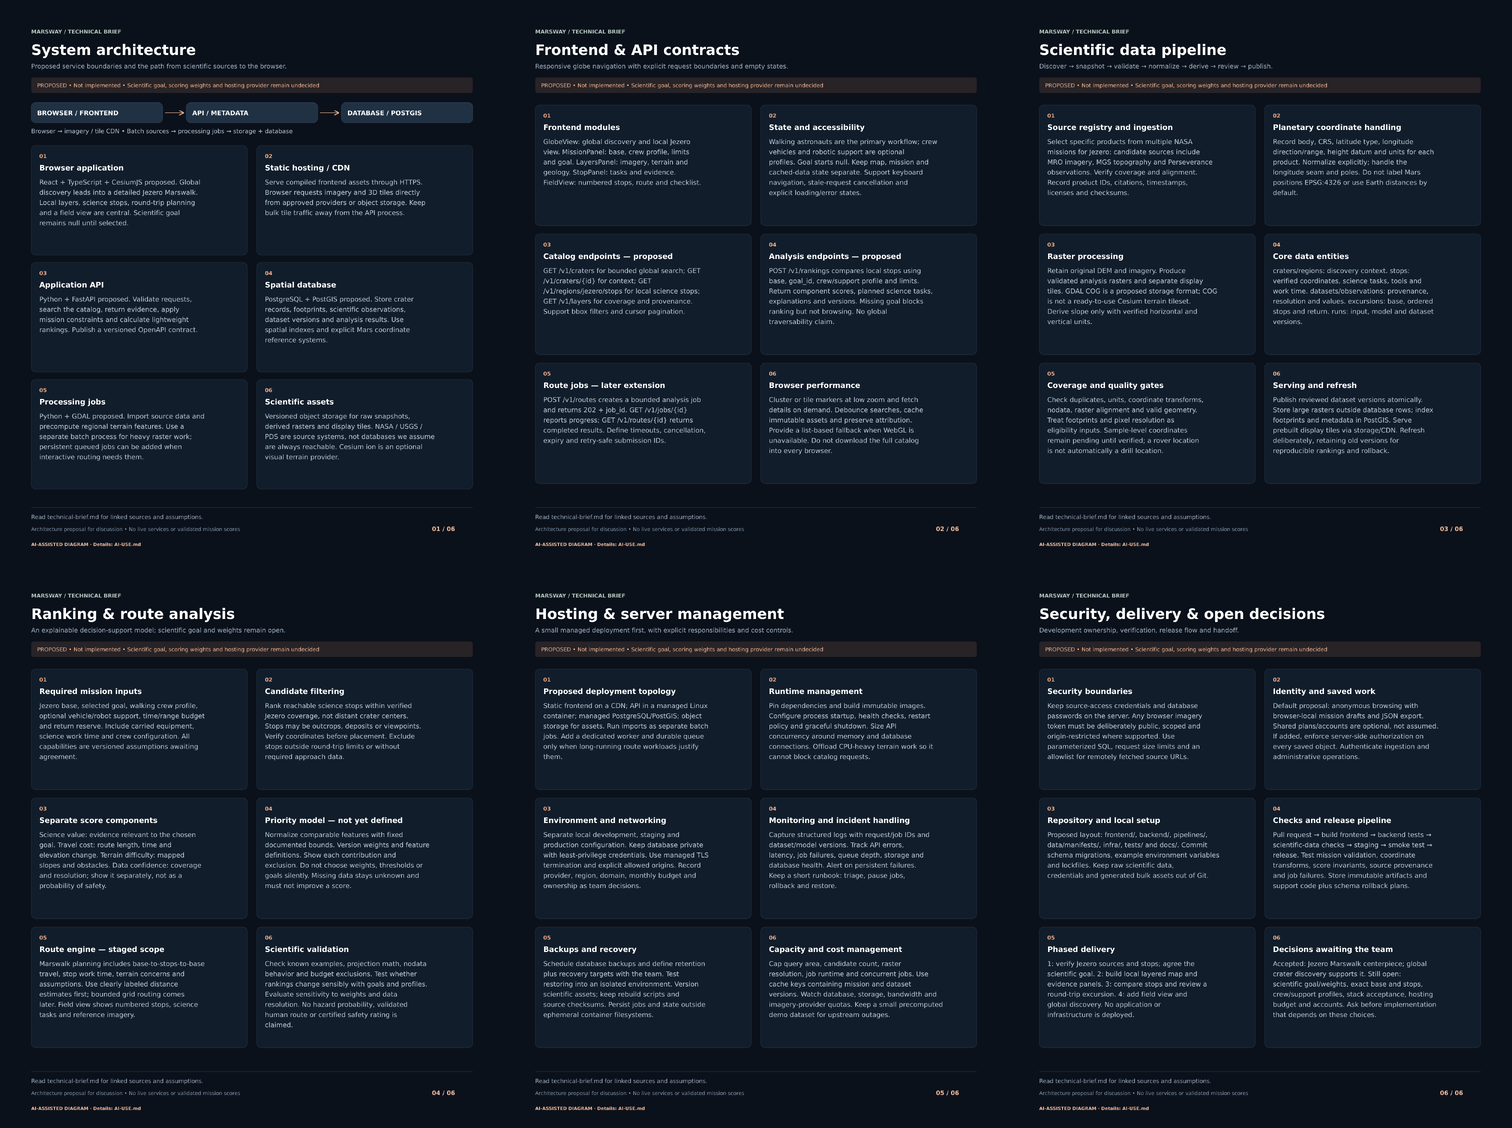 MARSWAY / TECHNICAL BRIEF
System architecture
Proposed service boundaries and the path from scientific sources to the browser.
PROPOSED • Not implemented • Scientific goal, scoring weights and hosting provider remain undecided
BROWSER / FRONTEND
API / METADATA
DATABASE / POSTGIS
Browser → imagery / tile CDN • Batch sources → processing jobs → storage + database
01
Browser application
React + TypeScript + CesiumJS proposed. Global
discovery leads into a detailed Jezero Marswalk.
Local layers, science stops, round-trip planning
and a field view are central. Scientific goal
remains null until selected.
02
Static hosting / CDN
Serve compiled frontend assets through HTTPS.
Browser requests imagery and 3D tiles directly
from approved providers or object storage. Keep
bulk tile traffic away from the API process.
03
Application API
Python + FastAPI proposed. Validate requests,
search the catalog, return evidence, apply
mission constraints and calculate lightweight
rankings. Publish a versioned OpenAPI contract.
04
Spatial database
PostgreSQL + PostGIS proposed. Store crater
records, footprints, scientific observations,
dataset versions and analysis results. Use
spatial indexes and explicit Mars coordinate
reference systems.
05
Processing jobs
Python + GDAL proposed. Import source data and
precompute regional terrain features. Use a
separate batch process for heavy raster work;
persistent queued jobs can be added when
interactive routing needs them.
06
Scientific assets
Versioned object storage for raw snapshots,
derived rasters and display tiles. NASA / USGS /
PDS are source systems, not databases we assume
are always reachable. Cesium ion is an optional
visual terrain provider.
Read technical-brief.md for linked sources and assumptions.
Architecture proposal for discussion • No live services or validated mission scores
01 / 06
AI-ASSISTED DIAGRAM · Details: AI-USE.md
MARSWAY / TECHNICAL BRIEF
Frontend & API contracts
Responsive globe navigation with explicit request boundaries and empty states.
PROPOSED • Not implemented • Scientific goal, scoring weights and hosting provider remain undecided
01
Frontend modules
GlobeView: global discovery and local Jezero
view. MissionPanel: base, crew profile, limits
and goal. LayersPanel: imagery, terrain and
geology. StopPanel: tasks and evidence.
FieldView: numbered stops, route and checklist.
02
State and accessibility
Walking astronauts are the primary workflow; crew
vehicles and robotic support are optional
profiles. Goal starts null. Keep map, mission and
cached-data state separate. Support keyboard
navigation, stale-request cancellation and
explicit loading/error states.
03
Catalog endpoints — proposed
GET /v1/craters for bounded global search; GET
/v1/craters/{id} for context; GET
/v1/regions/jezero/stops for local science stops;
GET /v1/layers for coverage and provenance.
Support bbox filters and cursor pagination.
04
Analysis endpoints — proposed
POST /v1/rankings compares local stops using
base, goal_id, crew/support profile and limits.
Return component scores, planned science tasks,
explanations and versions. Missing goal blocks
ranking but not browsing. No global
traversability claim.
05
Route jobs — later extension
POST /v1/routes creates a bounded analysis job
and returns 202 + job_id. GET /v1/jobs/{id}
reports progress; GET /v1/routes/{id} returns
completed results. Define timeouts, cancellation,
expiry and retry-safe submission IDs.
06
Browser performance
Cluster or tile markers at low zoom and fetch
details on demand. Debounce searches, cache
immutable assets and preserve attribution.
Provide a list-based fallback when WebGL is
unavailable. Do not download the full catalog
into every browser.
Read technical-brief.md for linked sources and assumptions.
Architecture proposal for discussion • No live services or validated mission scores
02 / 06
AI-ASSISTED DIAGRAM · Details: AI-USE.md
MARSWAY / TECHNICAL BRIEF
Scientific data pipeline
Discover → snapshot → validate → normalize → derive → review → publish.
PROPOSED • Not implemented • Scientific goal, scoring weights and hosting provider remain undecided
01
Source registry and ingestion
Select specific products from multiple NASA
missions for Jezero: candidate sources include
MRO imagery, MGS topography and Perseverance
observations. Verify coverage and alignment.
Record product IDs, citations, timestamps,
licenses and checksums.
02
Planetary coordinate handling
Record body, CRS, latitude type, longitude
direction/range, height datum and units for each
product. Normalize explicitly; handle the
longitude seam and poles. Do not label Mars
positions EPSG:4326 or use Earth distances by
default.
03
Raster processing
Retain original DEM and imagery. Produce
validated analysis rasters and separate display
tiles. GDAL COG is a proposed storage format; COG
is not a ready-to-use Cesium terrain tileset.
Derive slope only with verified horizontal and
vertical units.
04
Core data entities
craters/regions: discovery context. stops:
verified coordinates, science tasks, tools and
work time. datasets/observations: provenance,
resolution and values. excursions: base, ordered
stops and return. runs: input, model and dataset
versions.
05
Coverage and quality gates
Check duplicates, units, coordinate transforms,
nodata, raster alignment and valid geometry.
Treat footprints and pixel resolution as
eligibility inputs. Sample-level coordinates
remain pending until verified; a rover location
is not automatically a drill location.
06
Serving and refresh
Publish reviewed dataset versions atomically.
Store large rasters outside database rows; index
footprints and metadata in PostGIS. Serve
prebuilt display tiles via storage/CDN. Refresh
deliberately, retaining old versions for
reproducible rankings and rollback.
Read technical-brief.md for linked sources and assumptions.
Architecture proposal for discussion • No live services or validated mission scores
03 / 06
AI-ASSISTED DIAGRAM · Details: AI-USE.md
MARSWAY / TECHNICAL BRIEF
Ranking & route analysis
An explainable decision-support model; scientific goal and weights remain open.
PROPOSED • Not implemented • Scientific goal, scoring weights and hosting provider remain undecided
01
Required mission inputs
Jezero base, selected goal, walking crew profile,
optional vehicle/robot support, time/range budget
and return reserve. Include carried equipment,
science work time and crew configuration. All
capabilities are versioned assumptions awaiting
agreement.
02
Candidate filtering
Rank reachable science stops within verified
Jezero coverage, not distant crater centers.
Stops may be outcrops, deposits or viewpoints.
Verify coordinates before placement. Exclude
stops outside round-trip limits or without
required approach data.
03
Separate score components
Science value: evidence relevant to the chosen
goal. Travel cost: route length, time and
elevation change. Terrain difficulty: mapped
slopes and obstacles. Data confidence: coverage
and resolution; show it separately, not as a
probability of safety.
04
Priority model — not yet defined
Normalize comparable features with fixed
documented bounds. Version weights and feature
definitions. Show each contribution and
exclusion. Do not choose weights, thresholds or
goals silently. Missing data stays unknown and
must not improve a score.
05
Route engine — staged scope
Marswalk planning includes base-to-stops-to-base
travel, stop work time, terrain concerns and
assumptions. Use clearly labeled distance
estimates first; bounded grid routing comes
later. Field view shows numbered stops, science
tasks and reference imagery.
06
Scientific validation
Check known examples, projection math, nodata
behavior and budget exclusions. Test whether
rankings change sensibly with goals and profiles.
Evaluate sensitivity to weights and data
resolution. No hazard probability, validated
human route or certified safety rating is
claimed.
Read technical-brief.md for linked sources and assumptions.
Architecture proposal for discussion • No live services or validated mission scores
04 / 06
AI-ASSISTED DIAGRAM · Details: AI-USE.md
MARSWAY / TECHNICAL BRIEF
Hosting & server management
A small managed deployment first, with explicit responsibilities and cost controls.
PROPOSED • Not implemented • Scientific goal, scoring weights and hosting provider remain undecided
01
Proposed deployment topology
Static frontend on a CDN; API in a managed Linux
container; managed PostgreSQL/PostGIS; object
storage for assets. Run imports as separate batch
jobs. Add a dedicated worker and durable queue
only when long-running route workloads justify
them.
02
Runtime management
Pin dependencies and build immutable images.
Configure process startup, health checks, restart
policy and graceful shutdown. Size API
concurrency around memory and database
connections. Offload CPU-heavy terrain work so it
cannot block catalog requests.
03
Environment and networking
Separate local development, staging and
production configuration. Keep database private
with least-privilege credentials. Use managed TLS
termination and explicit allowed origins. Record
provider, region, domain, monthly budget and
ownership as team decisions.
04
Monitoring and incident handling
Capture structured logs with request/job IDs and
dataset/model versions. Track API errors,
latency, job failures, queue depth, storage and
database health. Alert on persistent failures.
Keep a short runbook: triage, pause jobs,
rollback and restore.
05
Backups and recovery
Schedule database backups and define retention
plus recovery targets with the team. Test
restoring into an isolated environment. Version
scientific assets; keep rebuild scripts and
source checksums. Persist jobs and state outside
ephemeral container filesystems.
06
Capacity and cost management
Cap query area, candidate count, raster
resolution, job runtime and concurrent jobs. Use
cache keys containing mission and dataset
versions. Watch database, storage, bandwidth and
imagery-provider quotas. Keep a small precomputed
demo dataset for upstream outages.
Read technical-brief.md for linked sources and assumptions.
Architecture proposal for discussion • No live services or validated mission scores
05 / 06
AI-ASSISTED DIAGRAM · Details: AI-USE.md
MARSWAY / TECHNICAL BRIEF
Security, delivery & open decisions
Development ownership, verification, release flow and handoff.
PROPOSED • Not implemented • Scientific goal, scoring weights and hosting provider remain undecided
01
Security boundaries
Keep source-access credentials and database
passwords on the server. Any browser imagery
token must be deliberately public, scoped and
origin-restricted where supported. Use
parameterized SQL, request size limits and an
allowlist for remotely fetched source URLs.
02
Identity and saved work
Default proposal: anonymous browsing with
browser-local mission drafts and JSON export.
Shared plans/accounts are optional, not assumed.
If added, enforce server-side authorization on
every saved object. Authenticate ingestion and
administrative operations.
03
Repository and local setup
Proposed layout: frontend/, backend/, pipelines/,
data/manifests/, infra/, tests/ and docs/. Commit
schema migrations, example environment variables
and lockfiles. Keep raw scientific data,
credentials and generated bulk assets out of Git.
04
Checks and release pipeline
Pull request → build frontend → backend tests →
scientific-data checks → staging → smoke test →
release. Test mission validation, coordinate
transforms, score invariants, source provenance
and job failures. Store immutable artifacts and
support code plus schema rollback plans.
05
Phased delivery
1: verify Jezero sources and stops; agree the
scientific goal. 2: build local layered map and
evidence panels. 3: compare stops and review a
round-trip excursion. 4: add field view and
global discovery. No application or
infrastructure is deployed.
06
Decisions awaiting the team
Accepted: Jezero Marswalk centerpiece; global
crater discovery supports it. Still open:
scientific goal/weights, exact base and stops,
crew/support profiles, stack acceptance, hosting
budget and accounts. Ask before implementation
that depends on these choices.
Read technical-brief.md for linked sources and assumptions.
Architecture proposal for discussion • No live services or validated mission scores
06 / 06
AI-ASSISTED DIAGRAM · Details: AI-USE.md